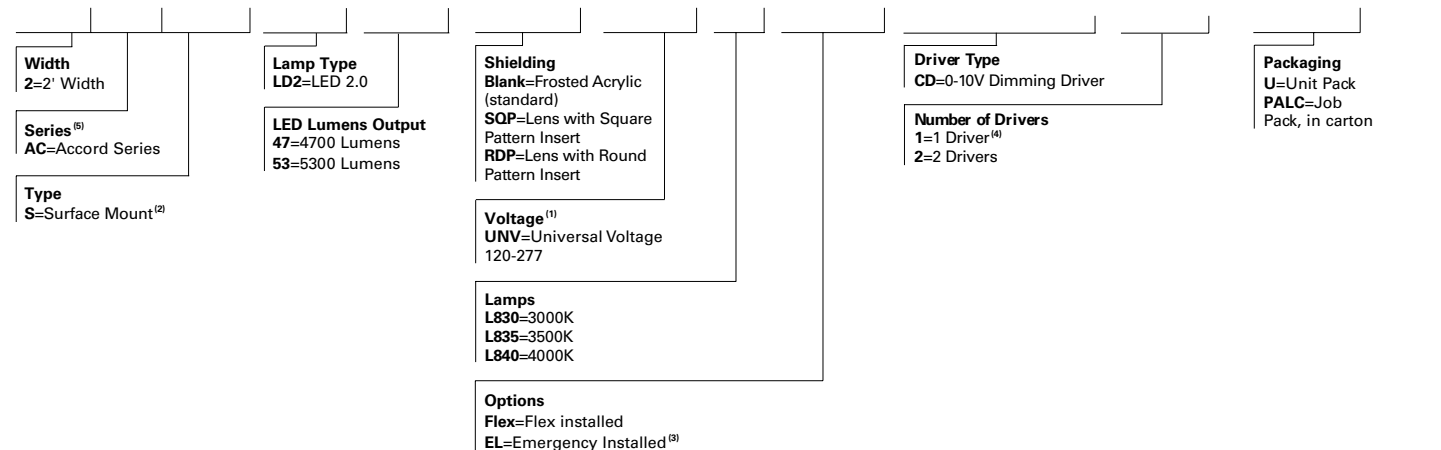 Width
2=2' Width
Series (5)
AC=Accord Series
Type
S=Surface Mount (2)
Lamp Type
LD2=LED 2.0
LED Lumens Output
47=4700 Lumens
53=5300 Lumens
Shielding
Blank=Frosted Acrylic
(standard)
SQP=Lens with Square
Pattern Insert
RDP=Lens with Round
Pattern Insert
Voltage (1)
UNV=Universal Voltage
120-277
Lamps
L830=3000K
L835=3500K
L840=4000K
Options
Flex=Flex installed
EL=Emergency Installed (3)
Driver Type
CD=0-10V Dimming Driver
Number of Drivers
1=1 Driver (4)
2=2 Drivers
Packaging
U=Unit Pack
PALC=Job
Pack, in carton